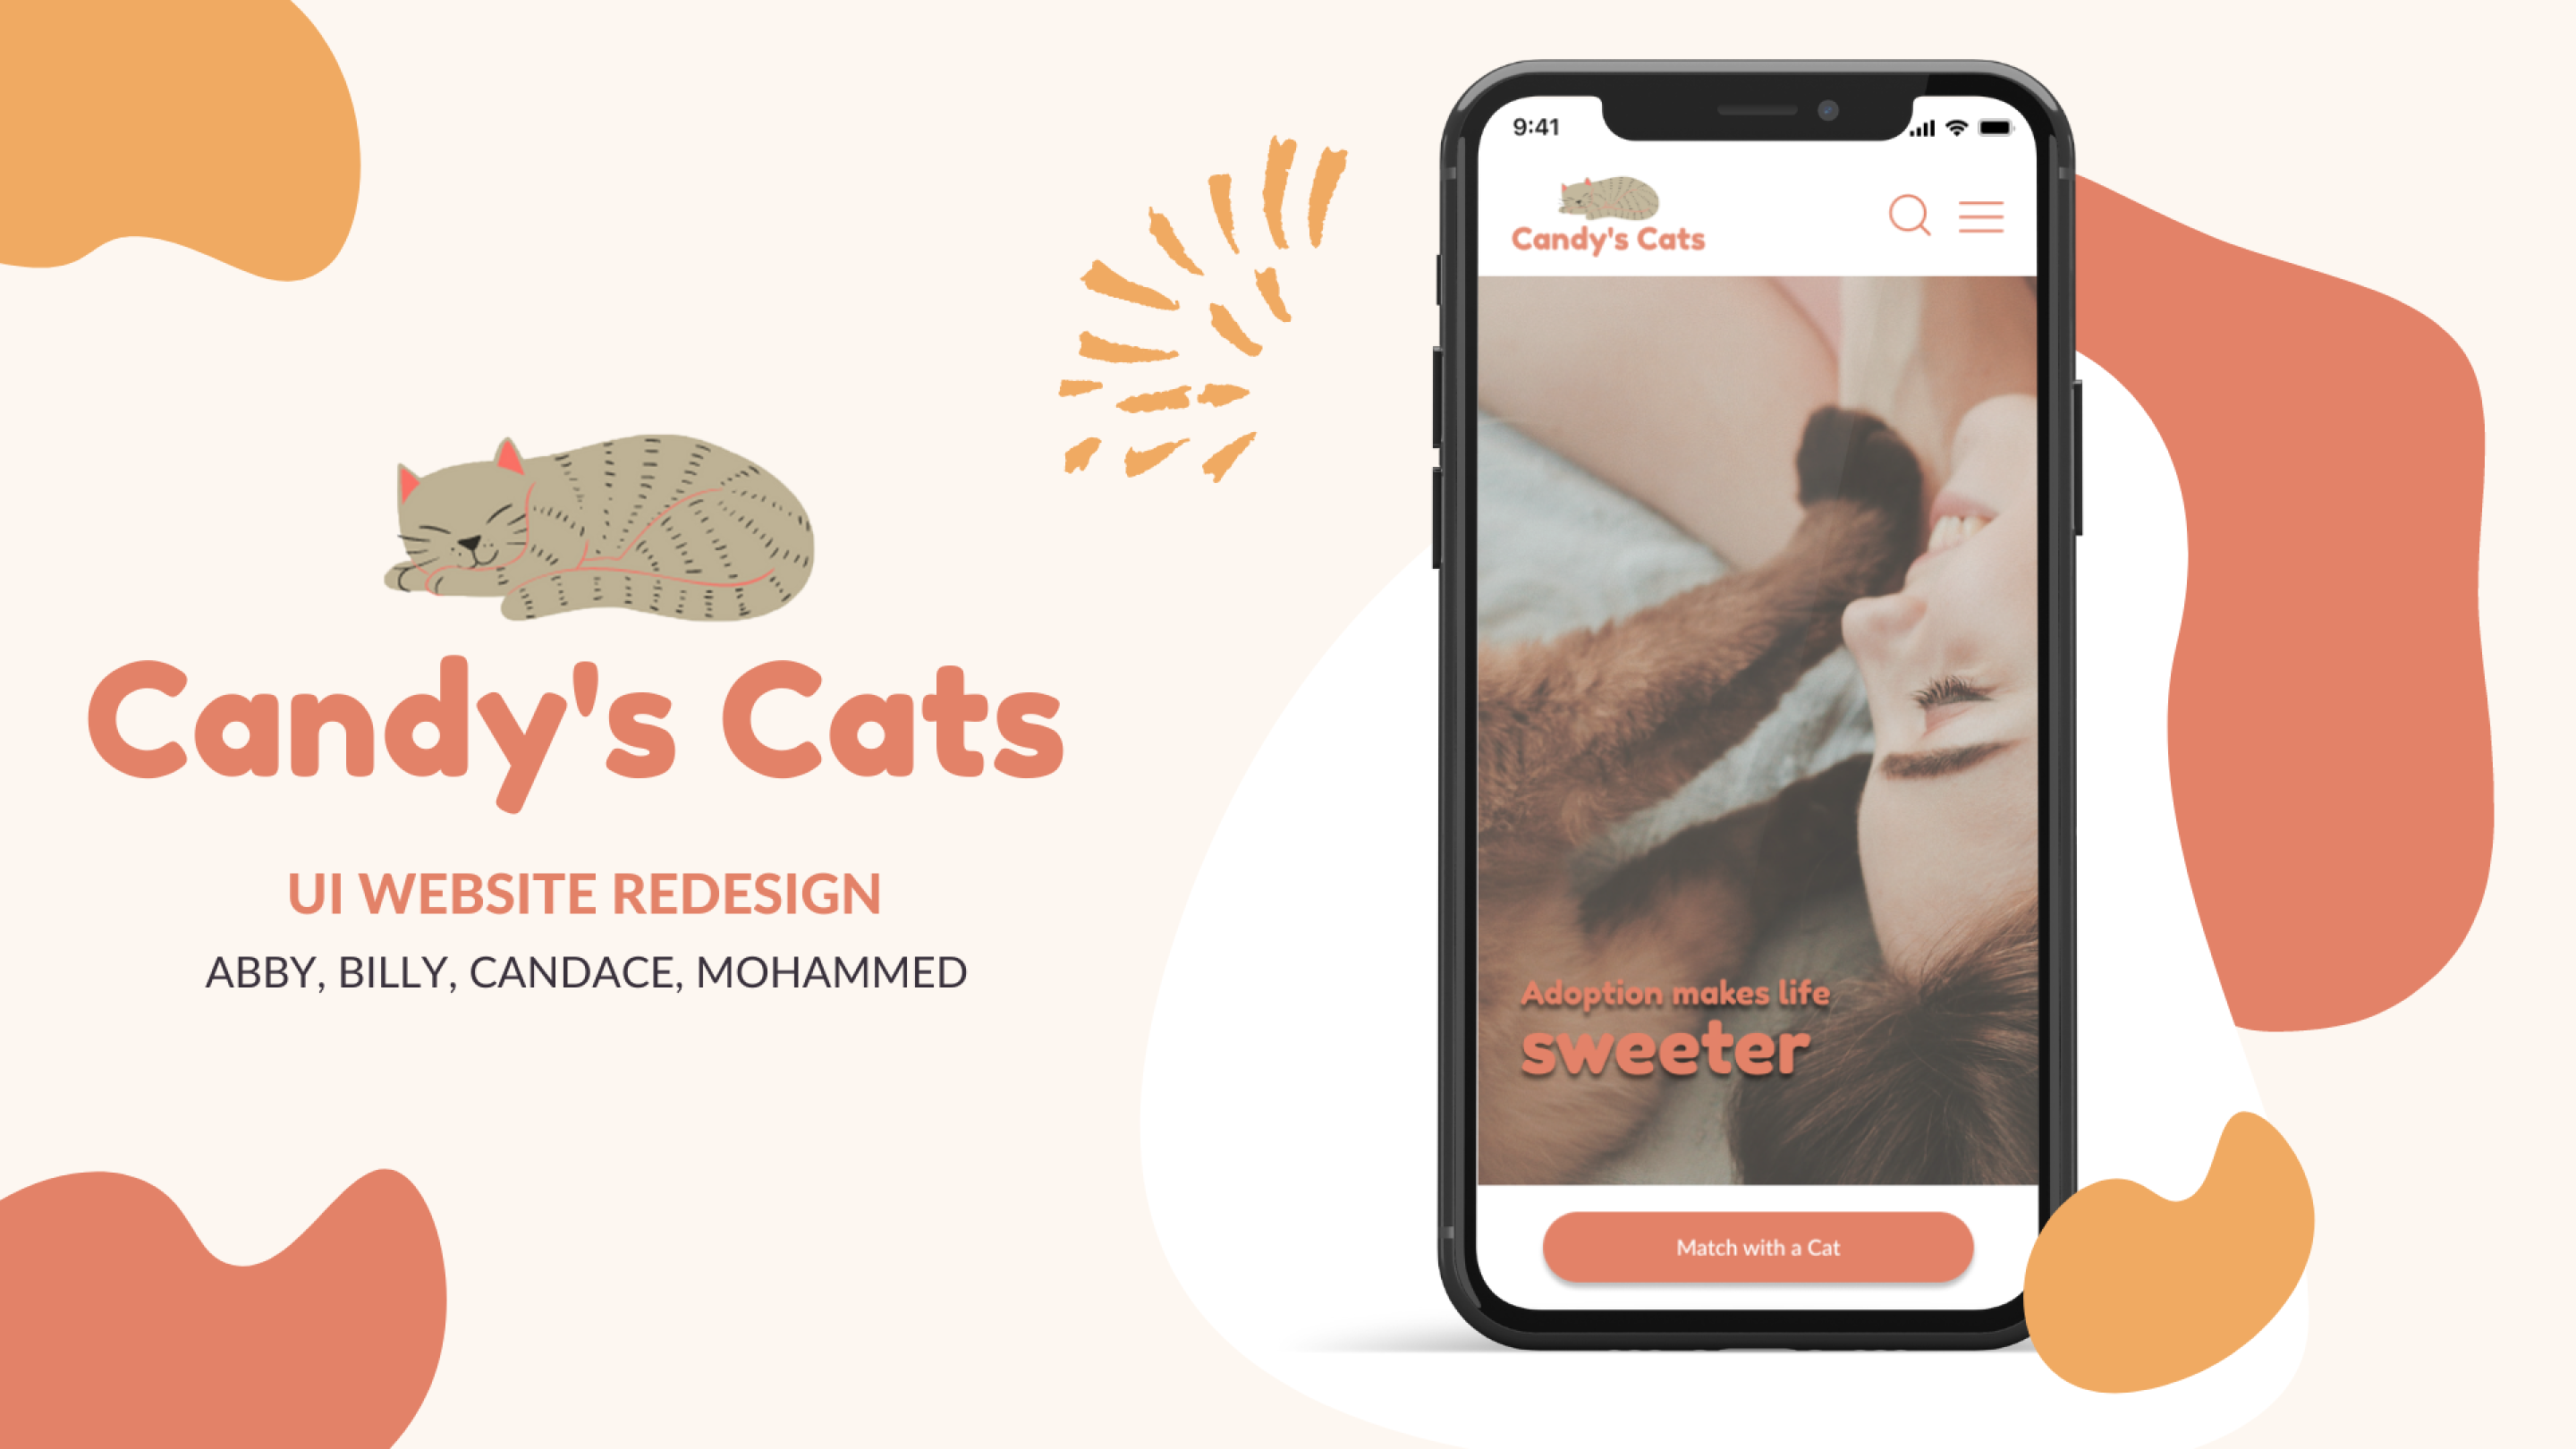 Candy's Cats
UI WEBSITE REDESIGN
ABBY, BILLY, CANDACE, MOHAMMED
9:41
Candy's Cats
Adoption makes life
sweeter
Match with a Cat